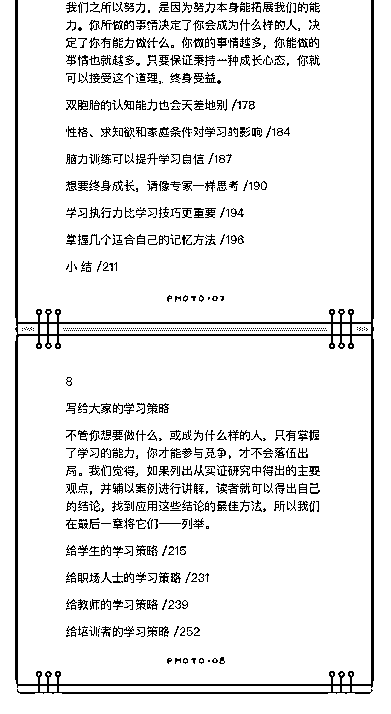 我们之所以努力，是因为努力本身能拓展我们的能
力。你所做的事情决定了你会成为什么样的人，决
定了你有能力做什么。你做的事情越多，你能做的
事情也就越多。只要保证秉持一种成长心态，你就
可以接受这个道理，终身受益。
双胞胎的认知能力也会天差地别 /178
性格、求知欲和家庭条件对学习的影响 /184
脑力训练可以提升学习自信 /187
想要终身成长，请像专家一样思考 /190
学习执行力比学习技巧更重要 /194
掌握几个适合自己的记忆方法 /196
小 结 /211
PHOTO·07
8
写给大家的学习策略
不管你想要做什么，或成为什么样的人，只有掌握
了学习的能力，你才能参与竞争，才不会落伍出
局。我们觉得，如果列出从实证研究中得出的主要
观点，并辅以案例进行讲解，读者就可以得出自己
的结论，找到应用这些结论的最佳方法，所以我们
在最后一章将它们一一列举。
给学生的学习策略 /215
给职场人士的学习策略 /231
给教师的学习策略 /239
给培训者的学习策略 /252
PHOTO·08